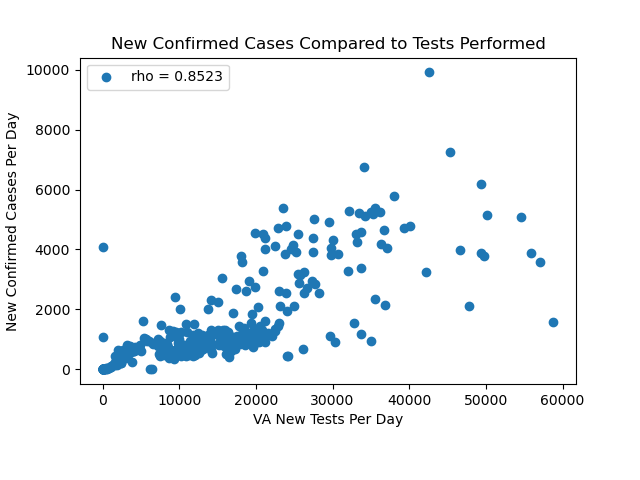 New Confirmed Cases Compared to Tests Performed
rho = 0.8523
10000
8000
6000
4000
2000
0
New Confirmed Caeses Per Day
0 10000 20000 30000 40000 50000 60000
VA New Tests Per Day